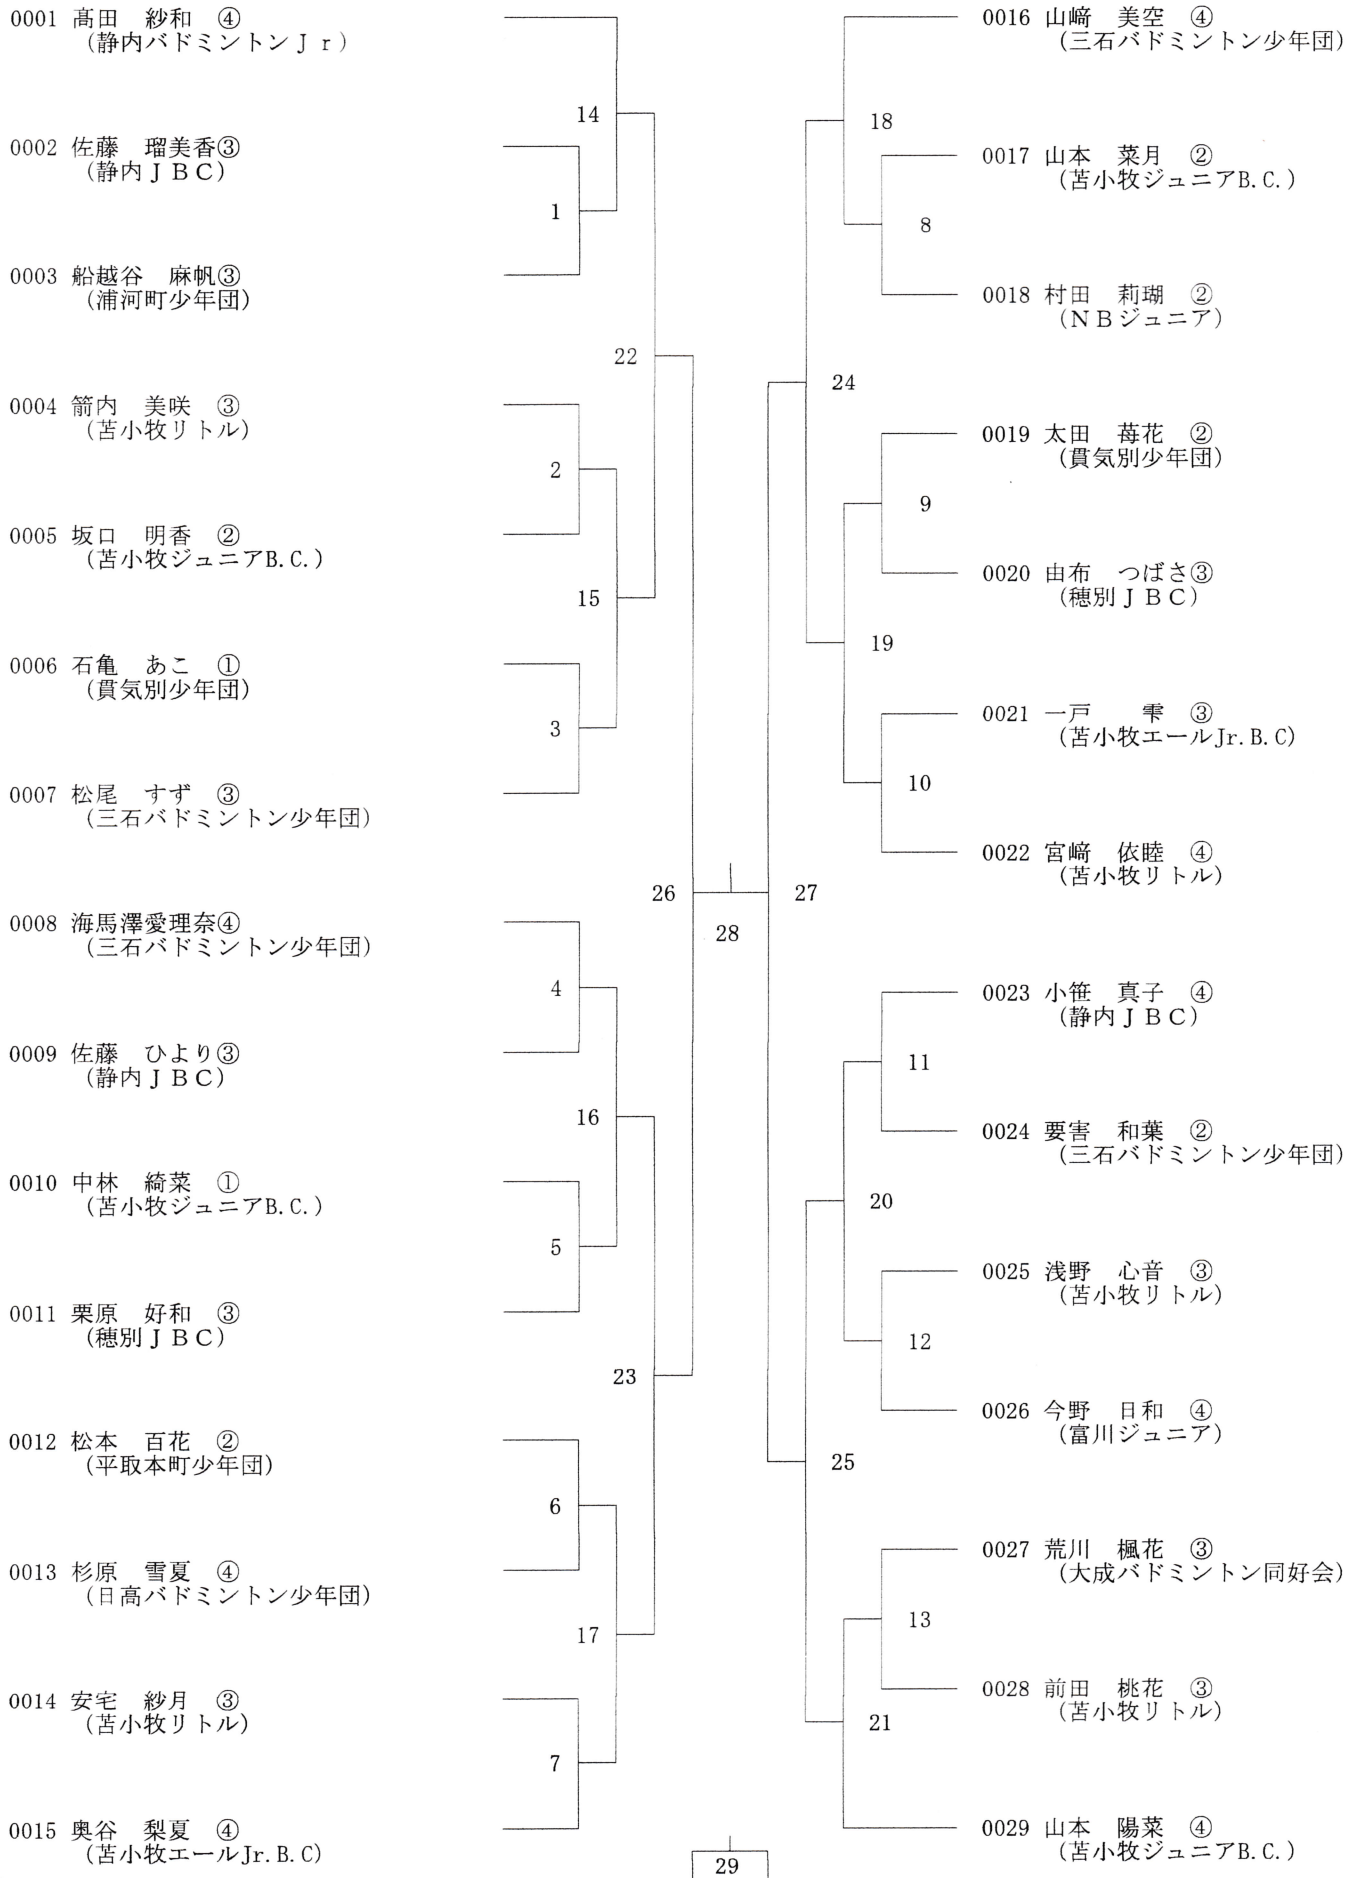 0001 髙田　紗和　④
(静内バドミントンＪｒ)
14
0002 佐藤　瑠美香③
(静内ＪＢＣ)
1
0003 船越谷　麻帆③
(浦河町少年団)
22
0004 箭内　美咲　③
(苫小牧リトル)
2
0005 坂口　明香　②
(苫小牧ジュニアB.C.)
15
0006 石亀　あこ　①
(貫気別少年団)
3
0007 松尾　すず　③
(三石バドミントン少年団)
26
0008 海馬澤愛理奈④
(三石バドミントン少年団)
4
0009 佐藤　ひより③
(静内ＪＢＣ)
16
0010 中林　綺菜　①
(苫小牧ジュニアB.C.)
5
0011 栗原　好和　③
(穂別ＪＢＣ)
23
0012 松本　百花　②
(平取本町少年団)
6
0013 杉原　雪夏　④
(日高バドミントン少年団)
17
0014 安宅　紗月　③
(苫小牧リトル)
7
0015 奥谷　梨夏　④
(苫小牧エールJr.B.C)
28
29
0016 山﨑　美空　④
(三石バドミントン少年団)
18
0017 山本　菜月　②
(苫小牧ジュニアB.C.)
8
0018 村田　莉瑚　②
(ＮＢジュニア)
24
0019 太田　苺花　②
(貫気別少年団)
9
0020 由布　つばさ③
(穂別ＪＢＣ)
19
0021 一戸　　雫　③
(苫小牧エールJr.B.C)
10
0022 宮﨑　依睦　④
(苫小牧リトル)
27
0023 小笹　真子　④
(静内ＪＢＣ)
11
0024 要害　和葉　②
(三石バドミントン少年団)
20
0025 浅野　心音　③
(苫小牧リトル)
12
0026 今野　日和　④
(富川ジュニア)
25
0027 荒川　楓花　③
(大成バドミントン同好会)
13
0028 前田　桃花　③
(苫小牧リトル)
21
0029 山本　陽菜　④
(苫小牧ジュニアB.C.)